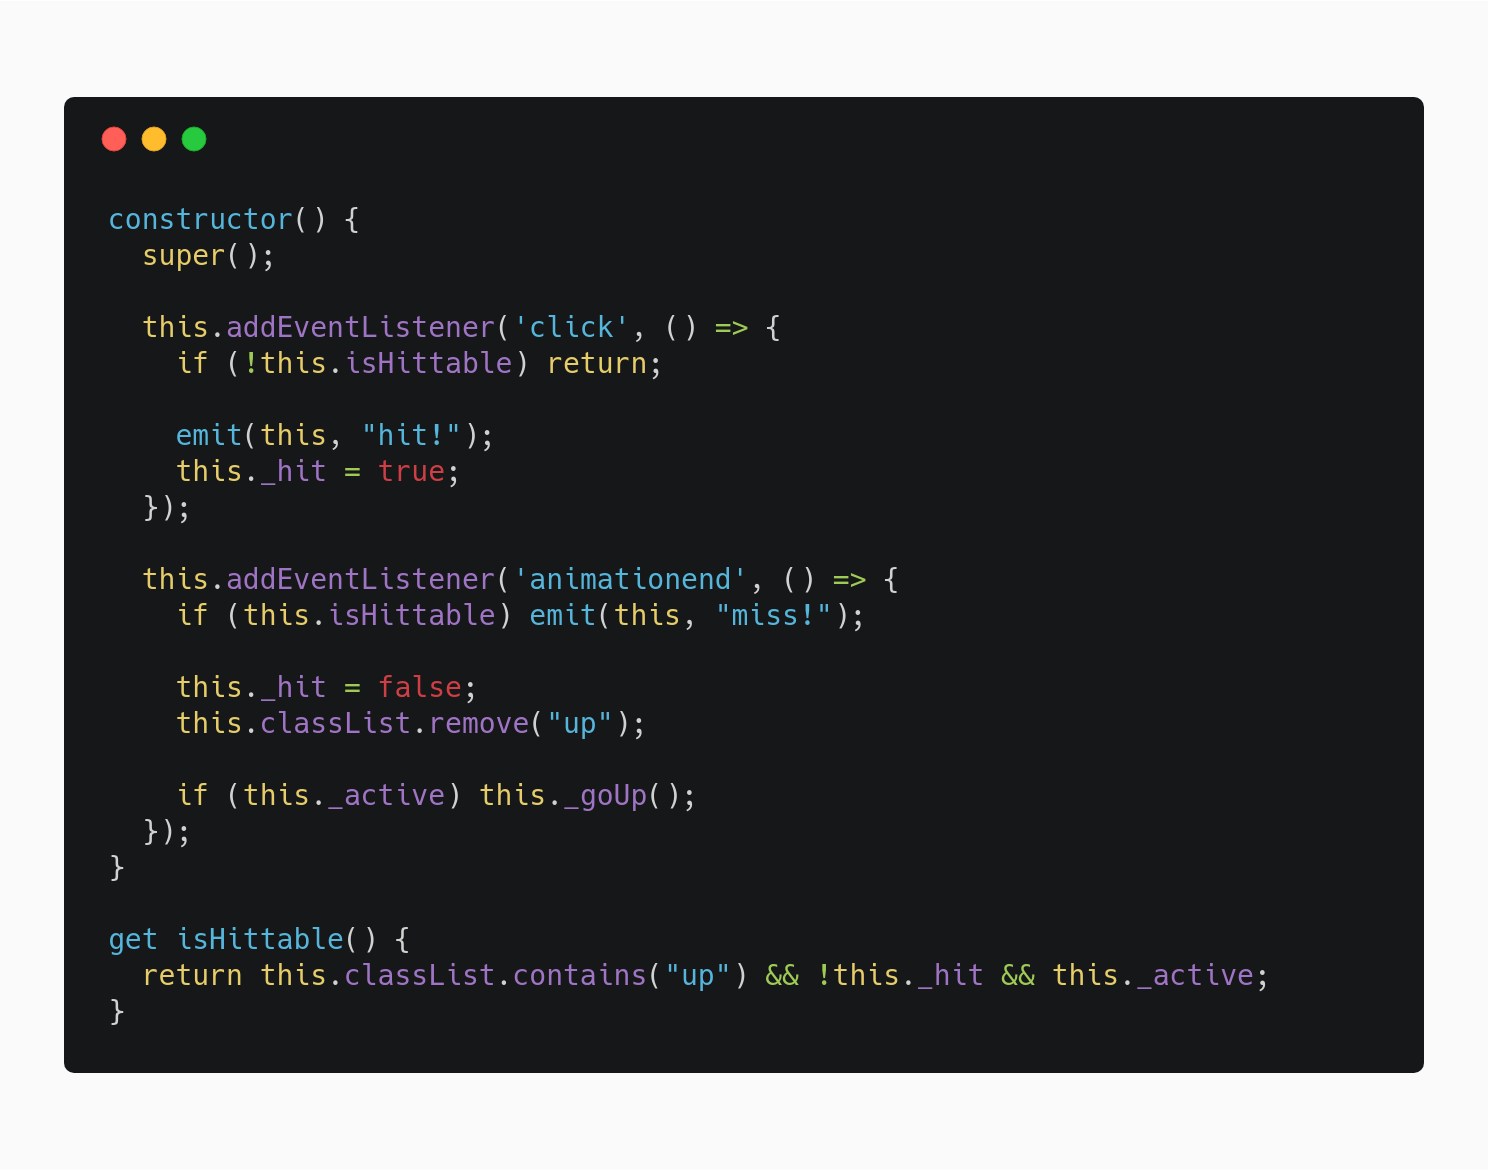 constructor() {
  super();

  this.addEventListener('click', () => {
    if (!this.isHittable) return;

    emit(this, "hit!");
    this._hit = true;
  });

  this.addEventListener('animationend', () => {
    if (this.isHittable) emit(this, "miss!");

    this._hit = false;
    this.classList.remove("up");

    if (this._active) this._goUp();
  });
}

get isHittable() {
  return this.classList.contains("up") && !this._hit && this._active;
}